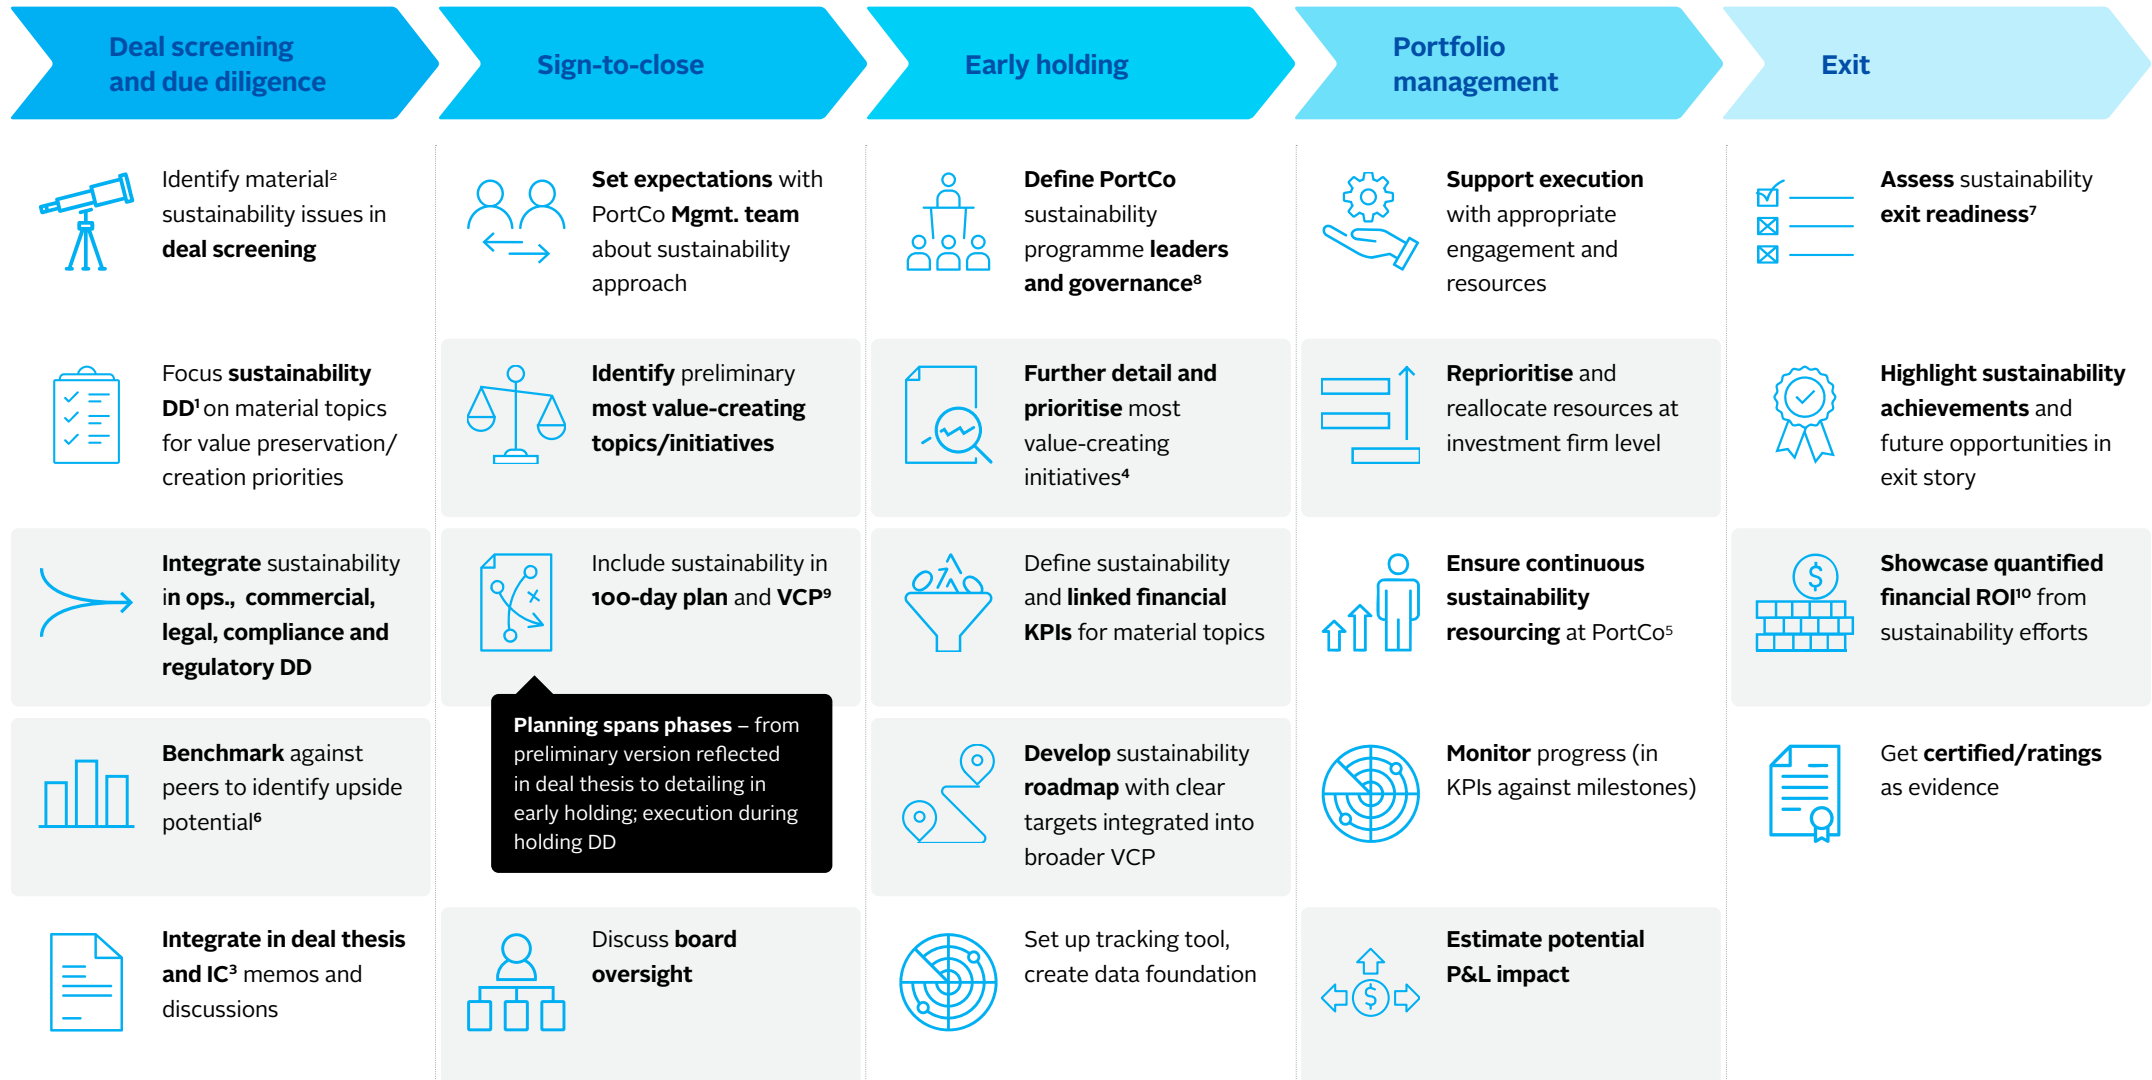 Deal screening
and due diligence
Sign-to-close
Early holding
Portfolio
management
Exit
Identify material²
sustainability issues in
deal screening
Focus sustainability
DD¹ on material topics
for value preservation/
creation priorities
Integrate sustainability
in ops., commercial,
legal, compliance and
regulatory DD
Benchmark against
peers to identify upside
potential⁶
Integrate in deal thesis
and IC³ memos and
discussions
Set expectations with
PortCo Mgmt. team
about sustainability
approach
Identify preliminary
most value-creating
topics/initiatives
Include sustainability in
100-day plan and VCP⁹
Planning spans phases – from
preliminary version reflected
in deal thesis to detailing in
early holding; execution during
holding DD
Discuss board
oversight
Define PortCo
sustainability
programme leaders
and governance⁸
Further detail and
prioritise most
value-creating
initiatives⁴
Define sustainability
and linked financial
KPIs for material topics
Develop sustainability
roadmap with clear
targets integrated into
broader VCP
Set up tracking tool,
create data foundation
Support execution
with appropriate
engagement and
resources
Reprioritise and
reallocate resources at
investment firm level
Ensure continuous
sustainability
resourcing at PortCo⁵
Monitor progress (in
KPIs against milestones)
Estimate potential
P&L impact
Assess sustainability
exit readiness⁷
Highlight sustainability
achievements and
future opportunities in
exit story
Showcase quantified
financial ROI¹⁰ from
sustainability efforts
Get certified/ratings
as evidence